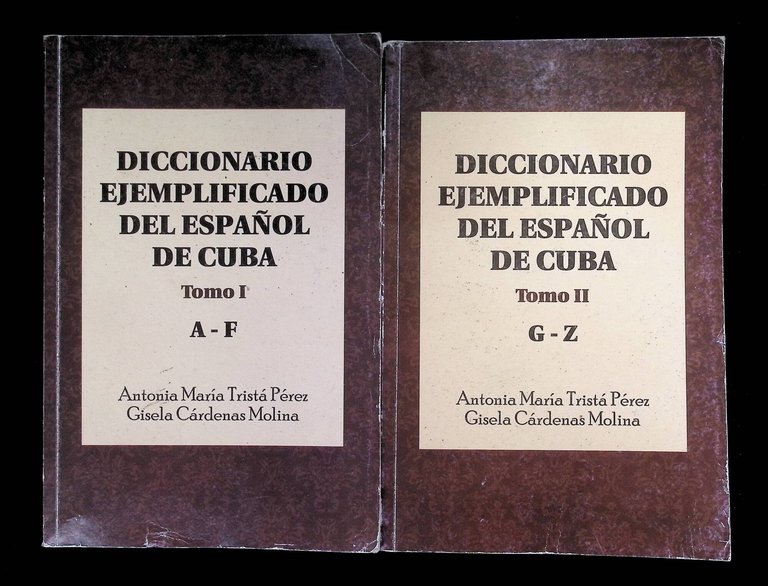 DICCIONARIO
EJEMPLIFICADO
DEL ESPAÑOL
DE CUBA
Tomo I
A - F
Antonia María Tristá Pérez
Gisela Cárdenas Molina
DICCIONARIO
EJEMPLIFICADO
DEL ESPAÑOL
DE CUBA
Tomo II
G - Z
Antonia María Tristá Pérez
Gisela Cárdenas Molina